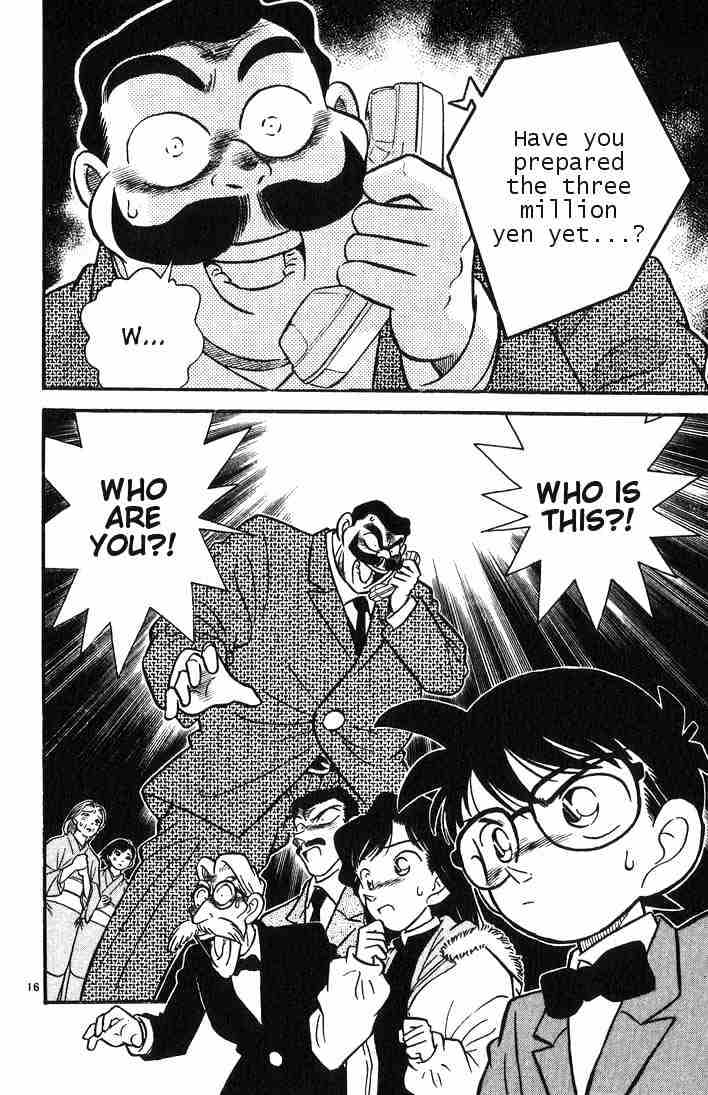 Have you
prepared
the three
million
yen yet...?
W...
WHO IS
THIS?!
WHO
ARE
YOU?!
16